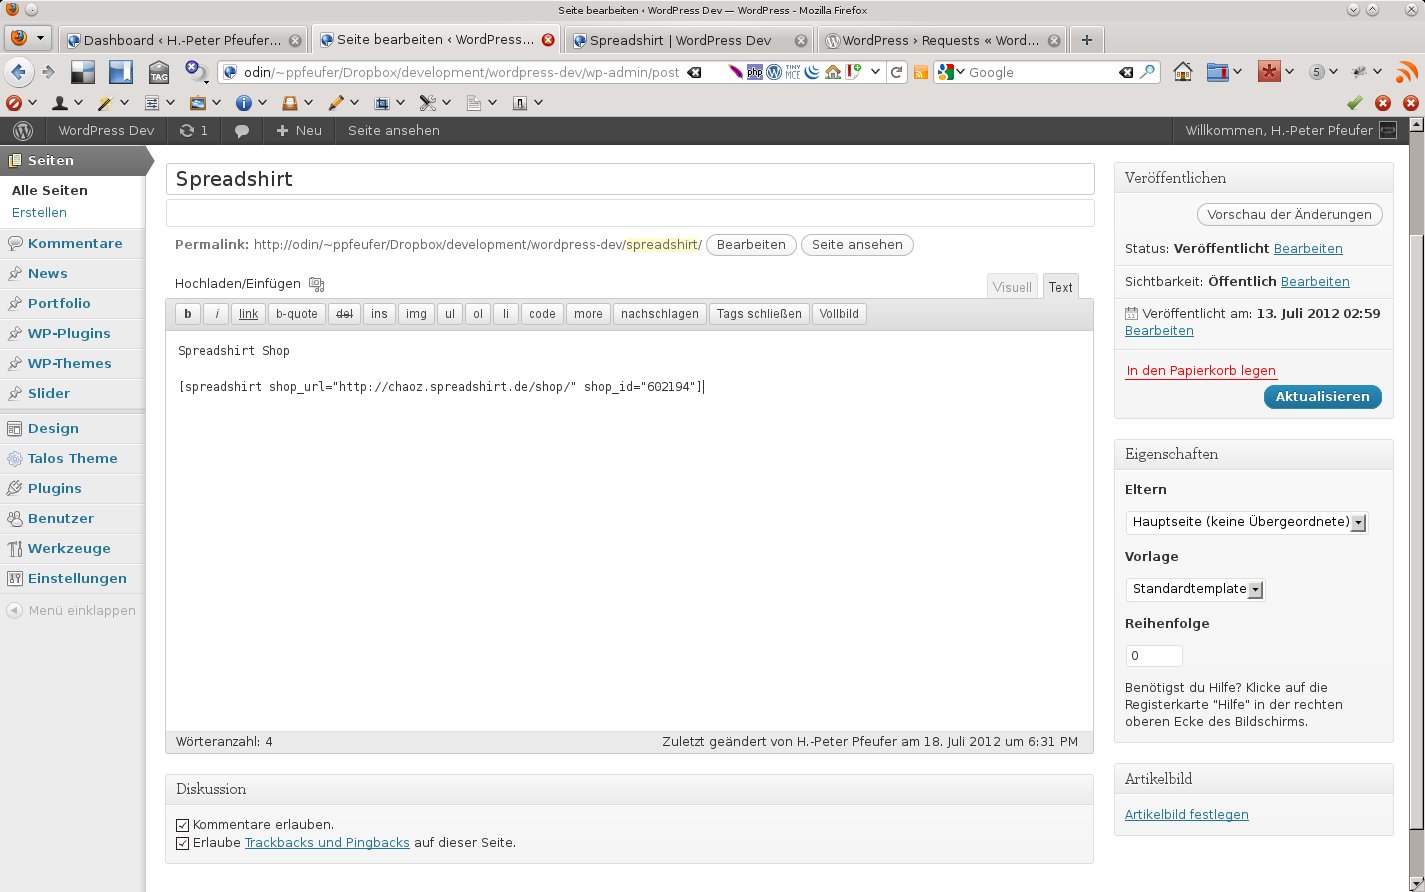 Seite bearbeiten ‹ WordPress Dev — WordPress - Mozilla Firefox
Dashboard ‹ H.-Peter Pfeufer...
Seite bearbeiten ‹ WordPress...
Spreadshirt | WordPress Dev
WordPress › Requests « Word...
odin/~ppfeufer/Dropbox/development/wordpress-dev/wp-admin/post
Google
WordPress Dev
1
Neu
Seite ansehen
Willkommen, H.-Peter Pfeufer
Seiten
Alle Seiten
Erstellen
Kommentare
News
Portfolio
WP-Plugins
WP-Themes
Slider
Design
Talos Theme
Plugins
Benutzer
Werkzeuge
Einstellungen
Menü einklappen
Spreadshirt
Permalink: http://odin/~ppfeufer/Dropbox/development/wordpress-dev/spreadshirt/ Bearbeiten Seite ansehen
Hochladen/Einfügen
Visuell Text
b i link b-quote del ins img ul ol li code more nachschlagen Tags schließen Vollbild
Spreadshirt Shop
[spreadshirt shop_url="http://chaoz.spreadshirt.de/shop/" shop_id="602194"]
Wörteranzahl: 4
Zuletzt geändert von H.-Peter Pfeufer am 18. Juli 2012 um 6:31 PM
Diskussion
Kommentare erlauben.
Erlaube Trackbacks und Pingbacks auf dieser Seite.
Veröffentlichen
Vorschau der Änderungen
Status: Veröffentlicht Bearbeiten
Sichtbarkeit: Öffentlich Bearbeiten
Veröffentlicht am: 13. Juli 2012 02:59
Bearbeiten
In den Papierkorb legen
Aktualisieren
Eigenschaften
Eltern
Hauptseite (keine Übergeordnete)
Vorlage
Standardtemplate
Reihenfolge
0
Benötigst du Hilfe? Klicke auf die
Registerkarte "Hilfe" in der rechten
oberen Ecke des Bildschirms.
Artikelbild
Artikelbild festlegen